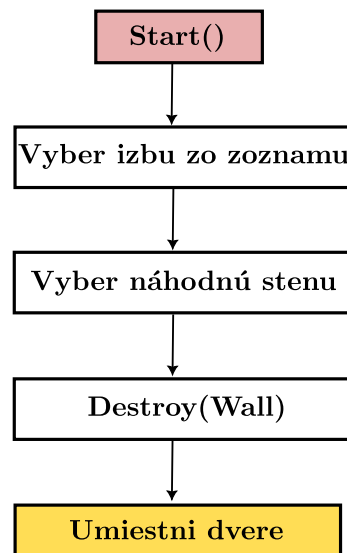 Start()
Vyber izbu zo zoznamu
Vyber náhodnú stenu
Destroy(Wall)
Umiestni dvere